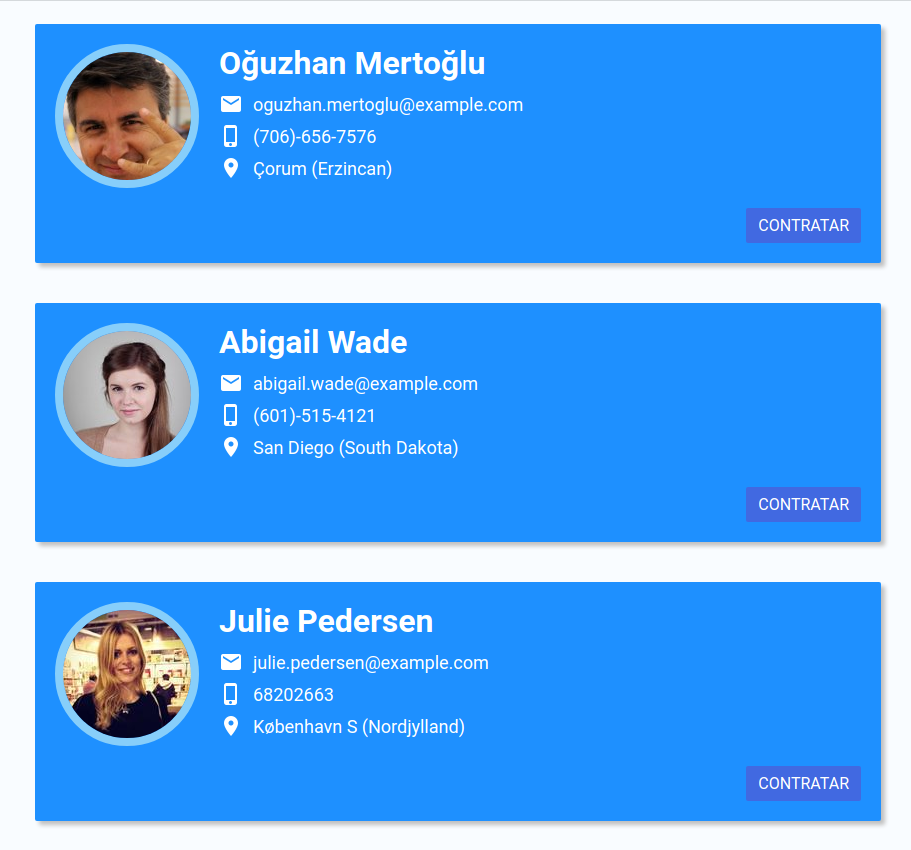 Oğuzhan Mertoğlu
oguzhan.mertoglu@example.com
(706)-656-7576
Çorum (Erzincan)
CONTRATAR
Abigail Wade
abigail.wade@example.com
(601)-515-4121
San Diego (South Dakota)
CONTRATAR
Julie Pedersen
julie.pedersen@example.com
68202663
København S (Nordjylland)
CONTRATAR